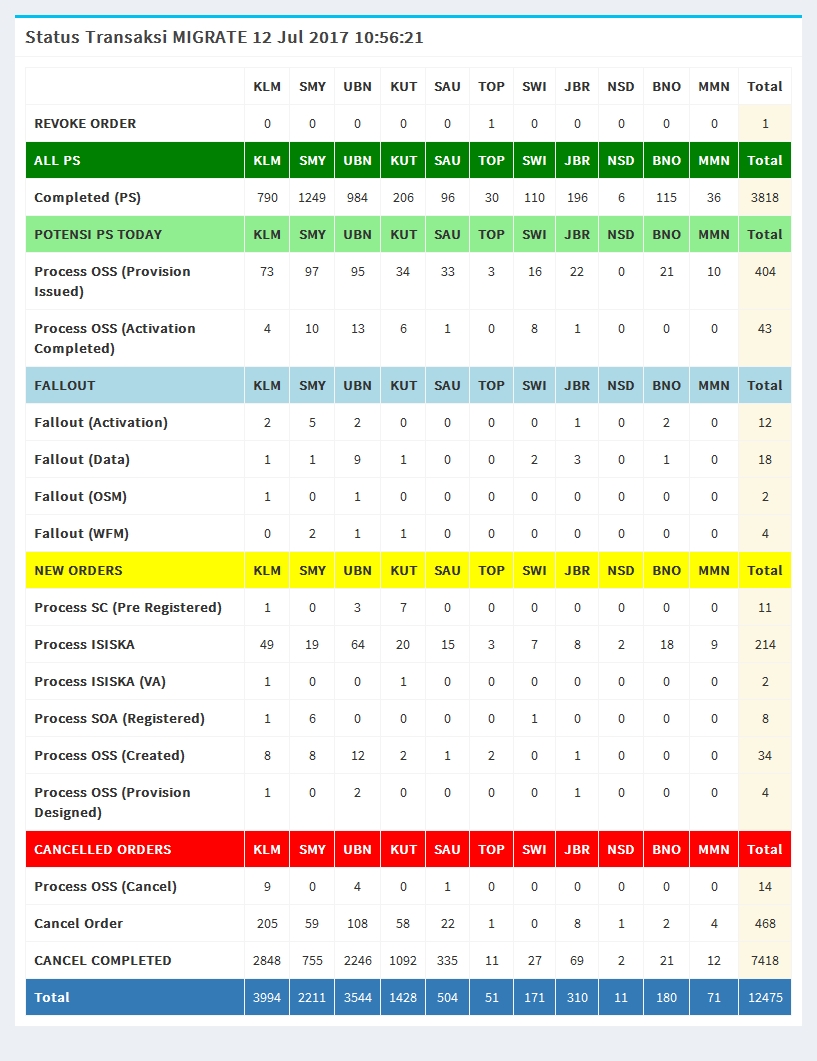 Status Transaksi MIGRATE 12 Jul 2017 10:56:21
KLM SMY UBN KUT SAU TOP SWI JBR NSD BNO MMN Total
REVOKE ORDER 0 0 0 0 0 1 0 0 0 0 0 1
ALL PS KLM SMY UBN KUT SAU TOP SWI JBR NSD BNO MMN Total
Completed (PS) 790 1249 984 206 96 30 110 196 6 115 36 3818
POTENSI PS TODAY KLM SMY UBN KUT SAU TOP SWI JBR NSD BNO MMN Total
Process OSS (Provision 73 97 95 34 33 3 16 22 0 21 10 404
Issued)
Process OSS (Activation 4 10 13 6 1 0 8 1 0 0 0 43
Completed)
FALLOUT KLM SMY UBN KUT SAU TOP SWI JBR NSD BNO MMN Total
Fallout (Activation) 2 5 2 0 0 0 0 1 0 2 0 12
Fallout (Data) 1 1 9 1 0 0 2 3 0 1 0 18
Fallout (OSM) 1 0 1 0 0 0 0 0 0 0 0 2
Fallout (WFM) 0 2 1 1 0 0 0 0 0 0 0 4
NEW ORDERS KLM SMY UBN KUT SAU TOP SWI JBR NSD BNO MMN Total
Process SC (Pre Registered) 1 0 3 7 0 0 0 0 0 0 0 11
Process ISISKA 49 19 64 20 15 3 7 8 2 18 9 214
Process ISISKA (VA) 1 0 0 1 0 0 0 0 0 0 0 2
Process SOA (Registered) 1 6 0 0 0 0 1 0 0 0 0 8
Process OSS (Created) 8 8 12 2 1 2 0 1 0 0 0 34
Process OSS (Provision 1 0 2 0 0 0 0 1 0 0 0 4
Designed)
CANCELLED ORDERS KLM SMY UBN KUT SAU TOP SWI JBR NSD BNO MMN Total
Process OSS (Cancel) 9 0 4 0 1 0 0 0 0 0 0 14
Cancel Order 205 59 108 58 22 1 0 8 1 2 4 468
CANCEL COMPLETED 2848 755 2246 1092 335 11 27 69 2 21 12 7418
Total 3994 2211 3544 1428 504 51 171 310 11 180 71 12475